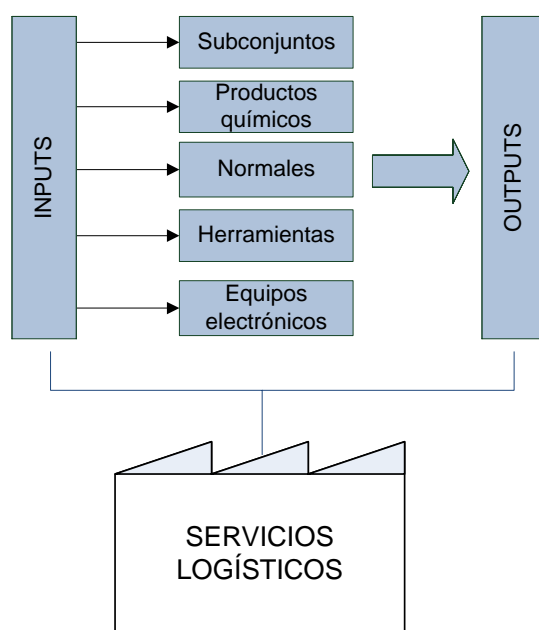 INPUTS
Subconjuntos
Productos
químicos
Normales
Herramientas
Equipos
electrónicos
OUTPUTS
SERVICIOS
LOGÍSTICOS